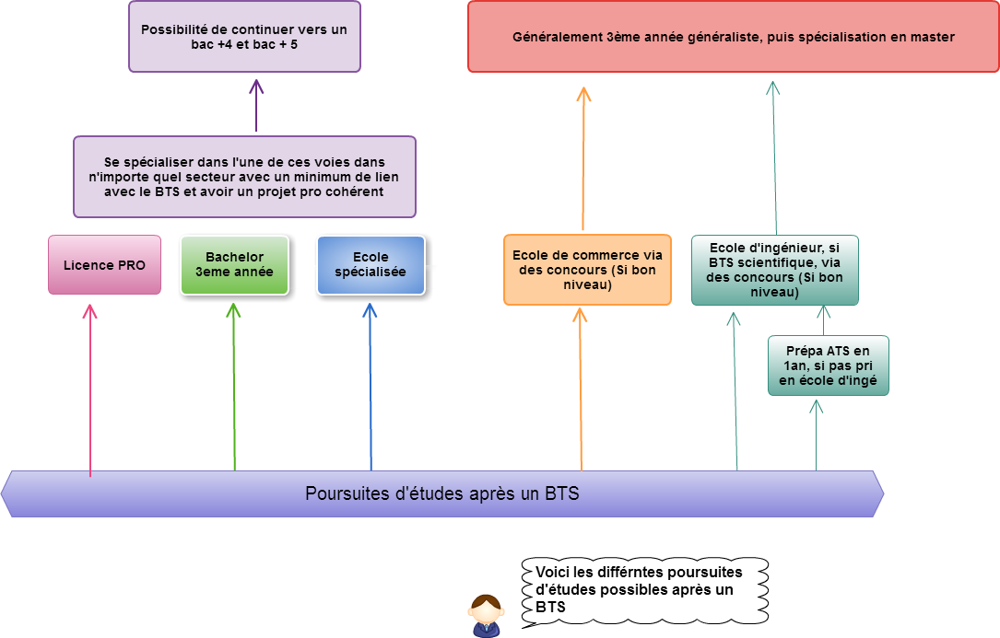 Possibilité de continuer vers un
bac +4 et bac + 5
Généralement 3ème année généraliste, puis spécialisation en master
Se spécialiser dans l'une de ces voies dans
n'importe quel secteur avec un minimum de lien
avec le BTS et avoir un projet pro cohérent
Licence PRO
Bachelor
3eme année
Ecole
spécialisée
Ecole de commerce via
des concours (Si bon
niveau)
Ecole d'ingénieur, si
BTS scientifique, via
des concours (Si bon
niveau)
Prépa ATS en
1an, si pas pri
en école d'ingé
Poursuites d'études après un BTS
Voici les différntes poursuites
d'études possibles après un
BTS